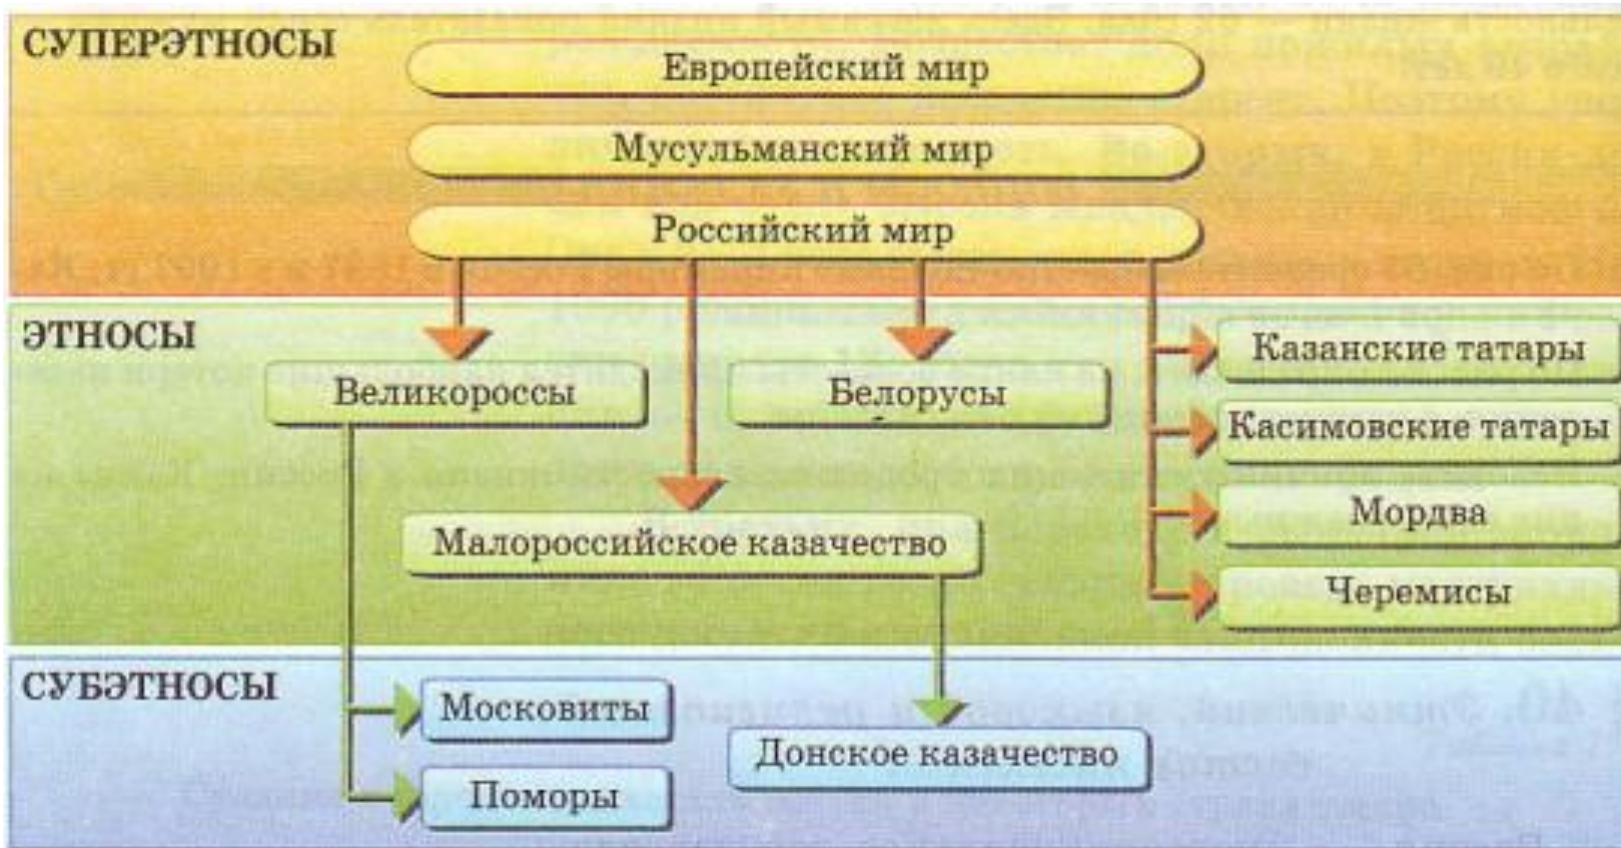 СУПЕРЭТНОСЫ
Европейский мир
Мусульманский мир
Российский мир
ЭТНОСЫ
Великороссы
Белорусы
Малороссийское казачество
Казанские татары
Касимовские татары
Мордва
Черемисы
СУБЭТНОСЫ
Московиты
Поморы
Донское казачество